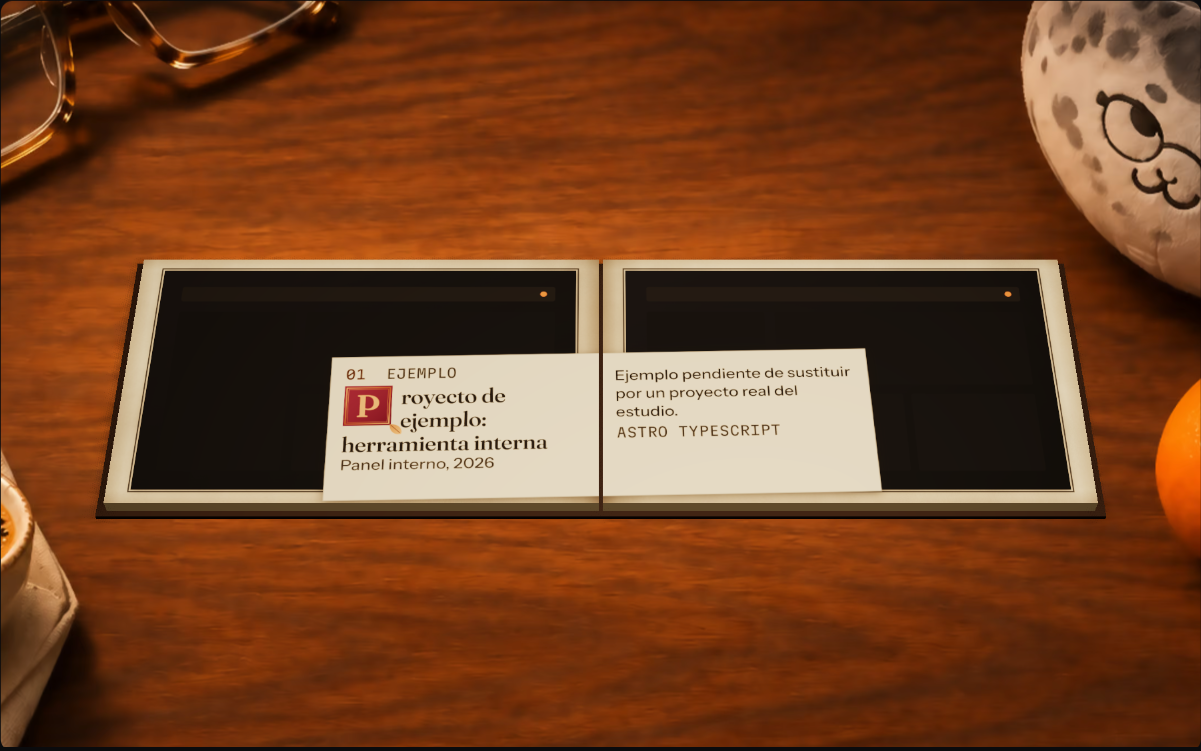 01 EJEMPLO
Proyecto de
ejemplo:
herramienta interna
Panel interno, 2026
Ejemplo pendiente de sustituir
por un proyecto real del
estudio.
ASTRO TYPESCRIPT